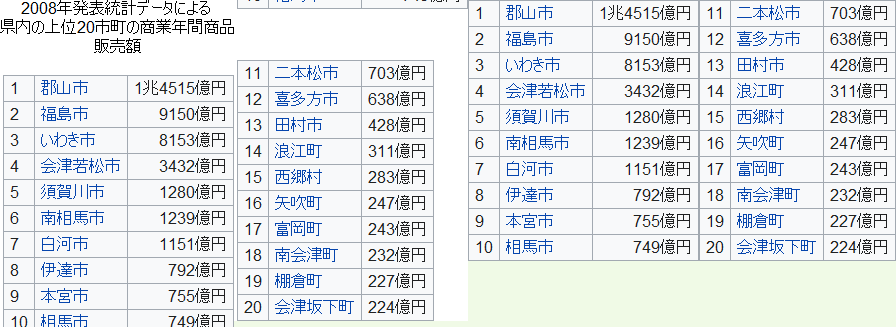 2008年発表統計データによる
県内の上位20市町の商業年間商品
販売額
1 郡山市 1兆4515億円
2 福島市 9150億円
3 いわき市 8153億円
4 会津若松市 3432億円
5 須賀川市 1280億円
6 南相馬市 1239億円
7 白河市 1151億円
8 伊達市 792億円
9 本宮市 755億円
10 相馬市 749億円
11 二本松市 703億円
12 喜多方市 638億円
13 田村市 428億円
14 浪江町 311億円
15 西郷村 283億円
16 矢吹町 247億円
17 富岡町 243億円
18 南会津町 232億円
19 棚倉町 227億円
20 会津坂下町 224億円
1 郡山市 1兆4515億円 11 二本松市 703億円
2 福島市 9150億円 12 喜多方市 638億円
3 いわき市 8153億円 13 田村市 428億円
4 会津若松市 3432億円 14 浪江町 311億円
5 須賀川市 1280億円 15 西郷村 283億円
6 南相馬市 1239億円 16 矢吹町 247億円
7 白河市 1151億円 17 富岡町 243億円
8 伊達市 792億円 18 南会津町 232億円
9 本宮市 755億円 19 棚倉町 227億円
10 相馬市 749億円 20 会津坂下町 224億円